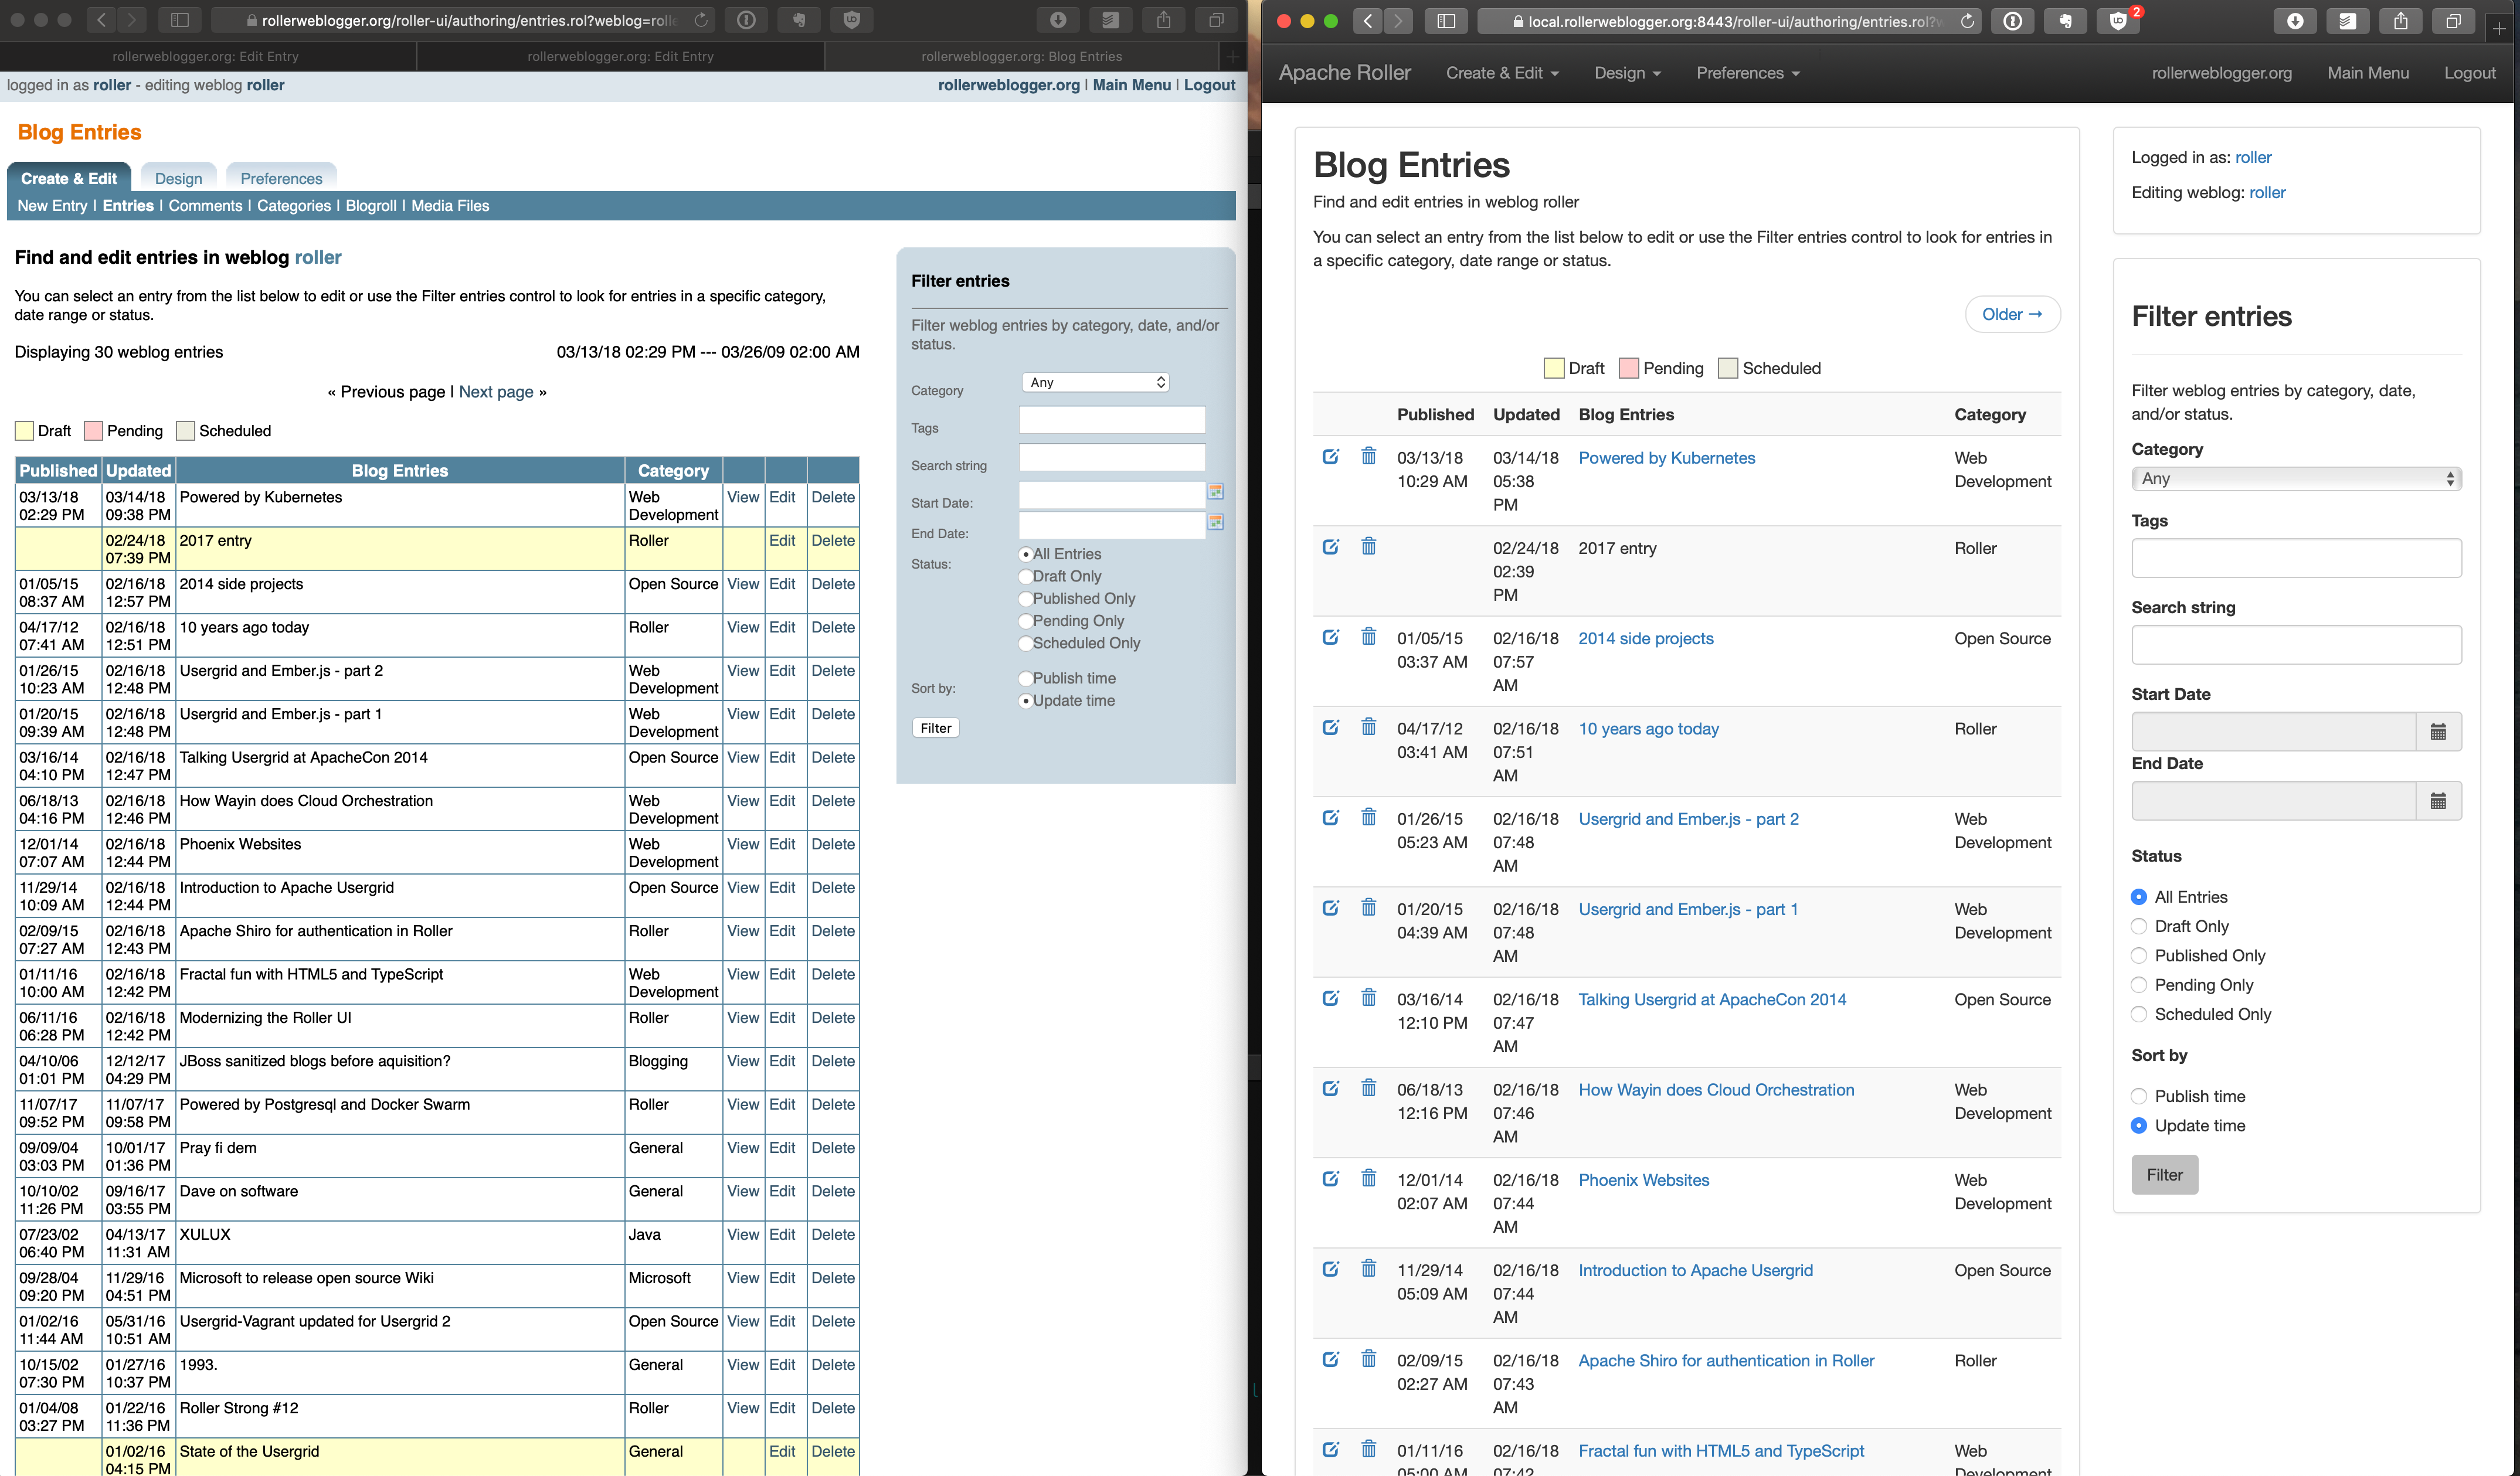 rollerweblogger.org/roller-ui/authoring/entries.rol?weblog=rolle
rollerweblogger.org: Edit Entry
rollerweblogger.org: Edit Entry
rollerweblogger.org: Blog Entries
logged in as roller - editing weblog roller
rollerweblogger.org | Main Menu | Logout
Blog Entries
Create & Edit Design Preferences
New Entry | Entries | Comments | Categories | Blogroll | Media Files
Find and edit entries in weblog roller
You can select an entry from the list below to edit or use the Filter entries control to look for entries in a specific category,
date range or status.
Displaying 30 weblog entries 03/13/18 02:29 PM --- 03/26/09 02:00 AM
« Previous page | Next page »
Draft Pending Scheduled
Published Updated Blog Entries Category
03/13/18 02:29 PM 03/14/18 09:38 PM Powered by Kubernetes Web Development View Edit Delete
02/24/18 07:39 PM 2017 entry Roller Edit Delete
01/05/15 08:37 AM 02/16/18 12:57 PM 2014 side projects Open Source View Edit Delete
04/17/12 07:41 AM 02/16/18 12:51 PM 10 years ago today Roller View Edit Delete
01/26/15 10:23 AM 02/16/18 12:48 PM Usergrid and Ember.js - part 2 Web Development View Edit Delete
01/20/15 09:39 AM 02/16/18 12:48 PM Usergrid and Ember.js - part 1 Web Development View Edit Delete
03/16/14 04:10 PM 02/16/18 12:47 PM Talking Usergrid at ApacheCon 2014 Open Source View Edit Delete
06/18/13 04:16 PM 02/16/18 12:46 PM How Wayin does Cloud Orchestration Web Development View Edit Delete
12/01/14 07:07 AM 02/16/18 12:44 PM Phoenix Websites Web Development View Edit Delete
11/29/14 10:09 AM 02/16/18 12:44 PM Introduction to Apache Usergrid Open Source View Edit Delete
02/09/15 07:27 AM 02/16/18 12:43 PM Apache Shiro for authentication in Roller Roller View Edit Delete
01/11/16 10:00 AM 02/16/18 12:42 PM Fractal fun with HTML5 and TypeScript Web Development View Edit Delete
06/11/16 06:28 PM 02/16/18 12:42 PM Modernizing the Roller UI Roller View Edit Delete
04/10/06 01:01 PM 12/12/17 04:29 PM JBoss sanitized blogs before aquisition? Blogging View Edit Delete
11/07/17 09:52 PM 11/07/17 09:58 PM Powered by Postgresql and Docker Swarm Roller View Edit Delete
09/09/04 03:03 PM 10/01/17 01:36 PM Pray fi dem General View Edit Delete
10/10/02 11:26 PM 09/16/17 03:55 PM Dave on software General View Edit Delete
07/23/02 06:40 PM 04/13/17 11:31 AM XULUX Java View Edit Delete
09/28/04 09:20 PM 11/29/16 04:51 PM Microsoft to release open source Wiki Microsoft View Edit Delete
01/02/16 11:44 AM 05/31/16 10:51 AM Usergrid-Vagrant updated for Usergrid 2 Open Source View Edit Delete
10/15/02 07:30 PM 01/27/16 10:37 PM 1993. General View Edit Delete
01/04/08 03:27 PM 01/22/16 11:36 PM Roller Strong #12 Roller View Edit Delete
01/02/16 04:15 PM State of the Usergrid General Edit Delete
Filter entries
Filter weblog entries by category, date, and/or
status.
Category Any
Tags
Search string
Start Date:
End Date:
Status: All Entries
Draft Only
Published Only
Pending Only
Scheduled Only
Sort by: Publish time
Update time
Filter
local.rollerweblogger.org:8443/roller-ui/authoring/entries.rol?w
2
Apache Roller Create & Edit Design Preferences rollerweblogger.org Main Menu Logout
Blog Entries
Find and edit entries in weblog roller
You can select an entry from the list below to edit or use the Filter entries control to look for entries in
a specific category, date range or status.
Older →
Draft Pending Scheduled
Published Updated Blog Entries Category
03/13/18 10:29 AM 03/14/18 05:38 PM Powered by Kubernetes Web Development
02/24/18 02:39 PM 2017 entry Roller
01/05/15 03:37 AM 02/16/18 07:57 AM 2014 side projects Open Source
04/17/12 03:41 AM 02/16/18 07:51 AM 10 years ago today Roller
01/26/15 05:23 AM 02/16/18 07:48 AM Usergrid and Ember.js - part 2 Web Development
01/20/15 04:39 AM 02/16/18 07:48 AM Usergrid and Ember.js - part 1 Web Development
03/16/14 12:10 PM 02/16/18 07:47 AM Talking Usergrid at ApacheCon 2014 Open Source
06/18/13 12:16 PM 02/16/18 07:46 AM How Wayin does Cloud Orchestration Web Development
12/01/14 02:07 AM 02/16/18 07:44 AM Phoenix Websites Web Development
11/29/14 05:09 AM 02/16/18 07:44 AM Introduction to Apache Usergrid Open Source
02/09/15 02:27 AM 02/16/18 07:43 AM Apache Shiro for authentication in Roller Roller
01/11/16 05:00 AM 02/16/18 07:42 Fractal fun with HTML5 and TypeScript Web Development
Logged in as: roller
Editing weblog: roller
Filter entries
Filter weblog entries by category, date,
and/or status.
Category
Any
Tags
Search string
Start Date
End Date
Status
All Entries
Draft Only
Published Only
Pending Only
Scheduled Only
Sort by
Publish time
Update time
Filter